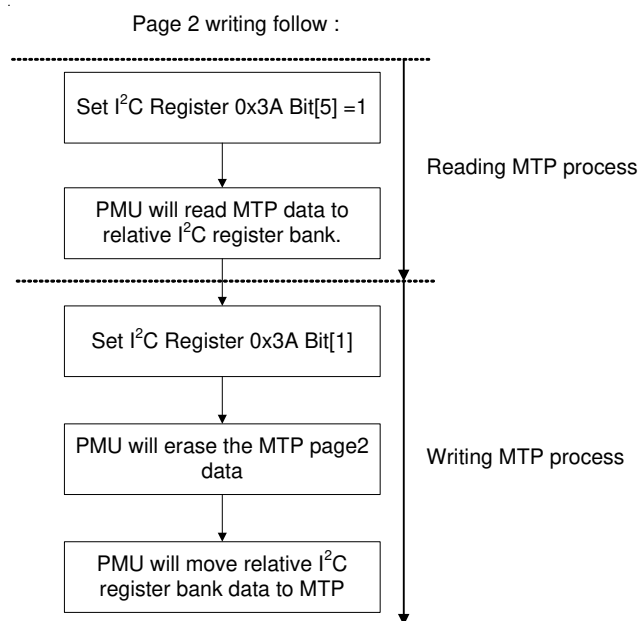 Page 2 writing follow :
Set I²C Register 0x3A Bit[5] =1
Reading MTP process
PMU will read MTP data to
relative I²C register bank.
Set I²C Register 0x3A Bit[1]
PMU will erase the MTP page2
data
Writing MTP process
PMU will move relative I²C
register bank data to MTP